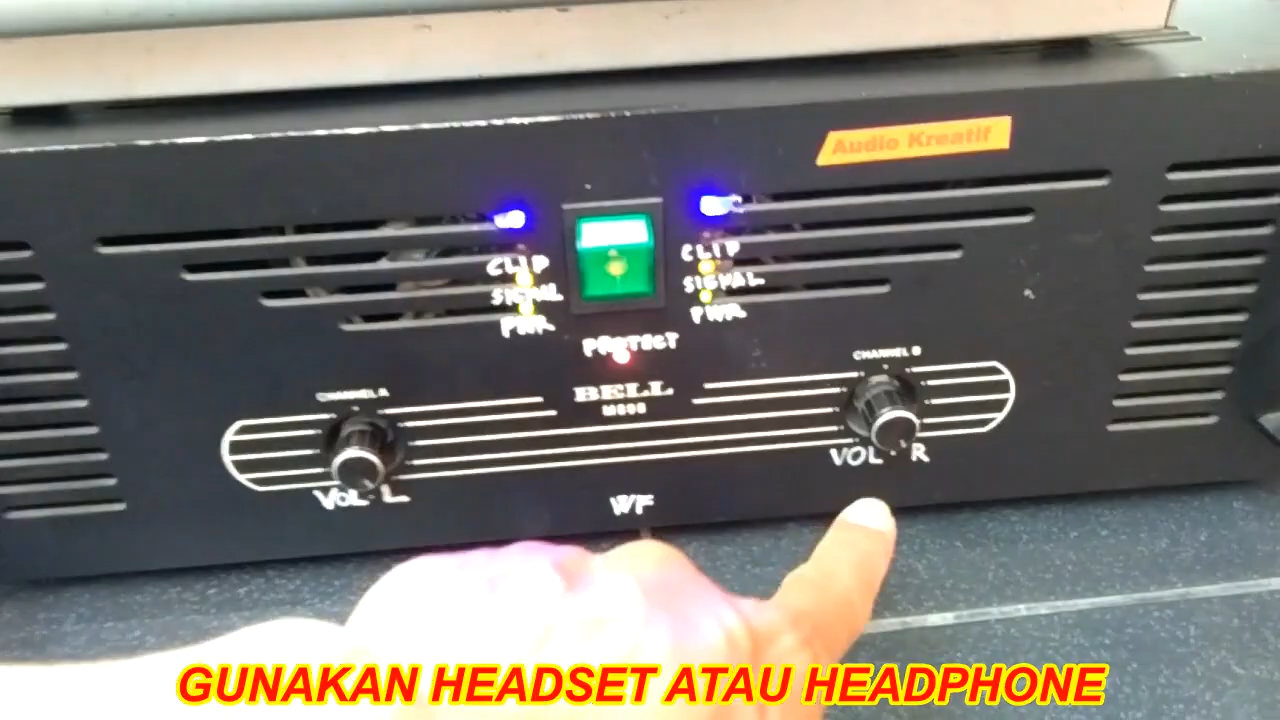 Audio Kreatif
CLIP
SIGNAL
PWR
CLIP
SIGNAL
PWR
PROTECT
CHANNEL A
CHANNEL B
BELL
VOL L
VOL R
WF
GUNAKAN HEADSET ATAU HEADPHONE